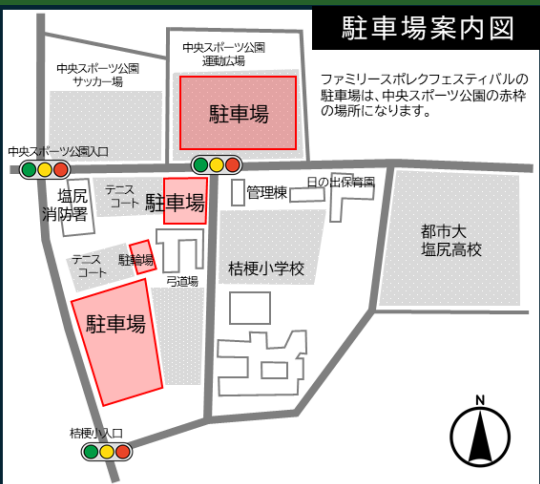 駐車場案内図
中央スポーツ公園
運動広場
中央スポーツ公園
サッカー場
ファミリースポレクフェスティバルの
駐車場は、中央スポーツ公園の赤枠
の場所になります。
駐車場
中央スポーツ公園入口
塩尻
消防署
テニス
コート
駐車場
管理棟
日の出保育園
都市大
塩尻高校
テニス
コート
駐輪場
弓道場
桔梗小学校
駐車場
桔梗小入口
N